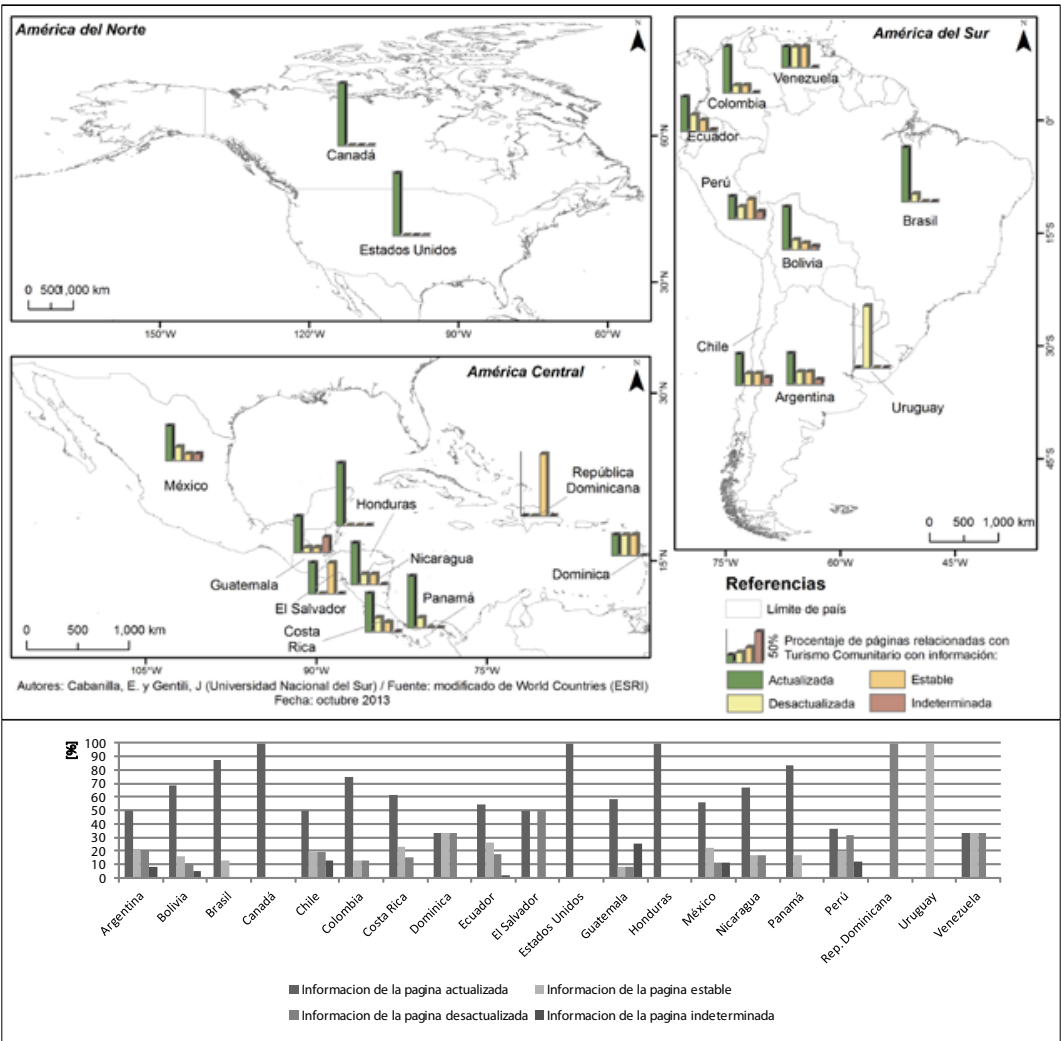 América del Norte
N
Canadá
Estados Unidos
60°N
30°N
0 500 1,000 km
150°W 120°W 90°W 60°W
América Central
N
30°N
México
Honduras
República
Dominicana
Guatemala
Nicaragua
El Salvador
Panamá
Dominica
15°N
Costa
Rica
0 500 1,000 km
105°W 90°W 75°W
Autores: Cabanilla, E. y Gentili, J (Universidad Nacional del Sur) / Fuente: modificado de World Countries (ESRI)
Fecha: octubre 2013
América del Sur
N
Venezuela
Colombia
Ecuador
0°
Perú
Brasil
15°S
Bolivia
Chile
30°S
Argentina
Uruguay
45°S
0 500 1,000 km
75°W 60°W 45°W
Referencias
Límite de país
50%
Procentaje de páginas relacionadas con
Turismo Comunitario con información:
Actualizada Estable
Desactualizada Indeterminada
[%]
100
90
80
70
60
50
40
30
20
10
0
Argentina
Bolivia
Brasil
Canadá
Chile
Colombia
Costa Rica
Dominica
Ecuador
El Salvador
Estados Unidos
Guatemala
Honduras
México
Nicaragua
Panamá
Perú
Rep. Dominicana
Uruguay
Venezuela
Informacion de la pagina actualizada Informacion de la pagina estable
Informacion de la pagina desactualizada Informacion de la pagina indeterminada